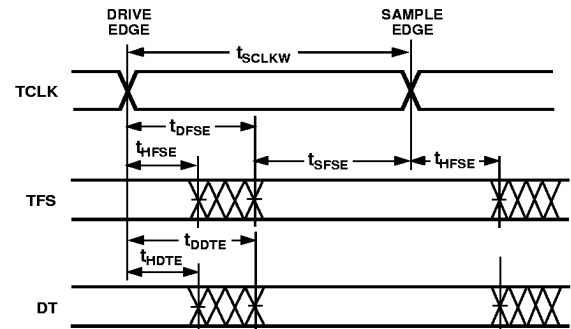 DRIVE EDGE
SAMPLE EDGE
tSCLKW
TCLK
tDFSE
tHFSE
tSFSE
tHFSE
TFS
tDDTE
tHDTE
DT